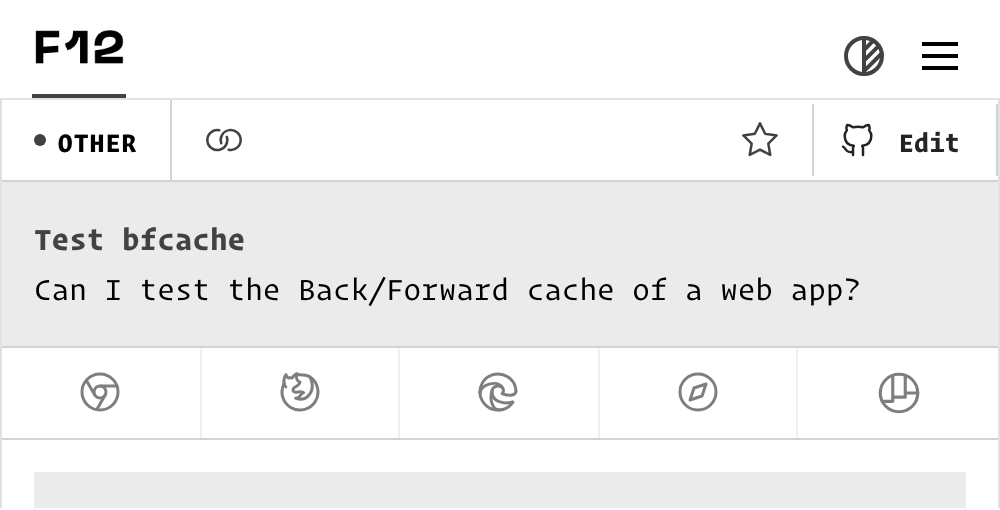 F12
OTHER
Edit
Test bfcache
Can I test the Back/Forward cache of a web app?